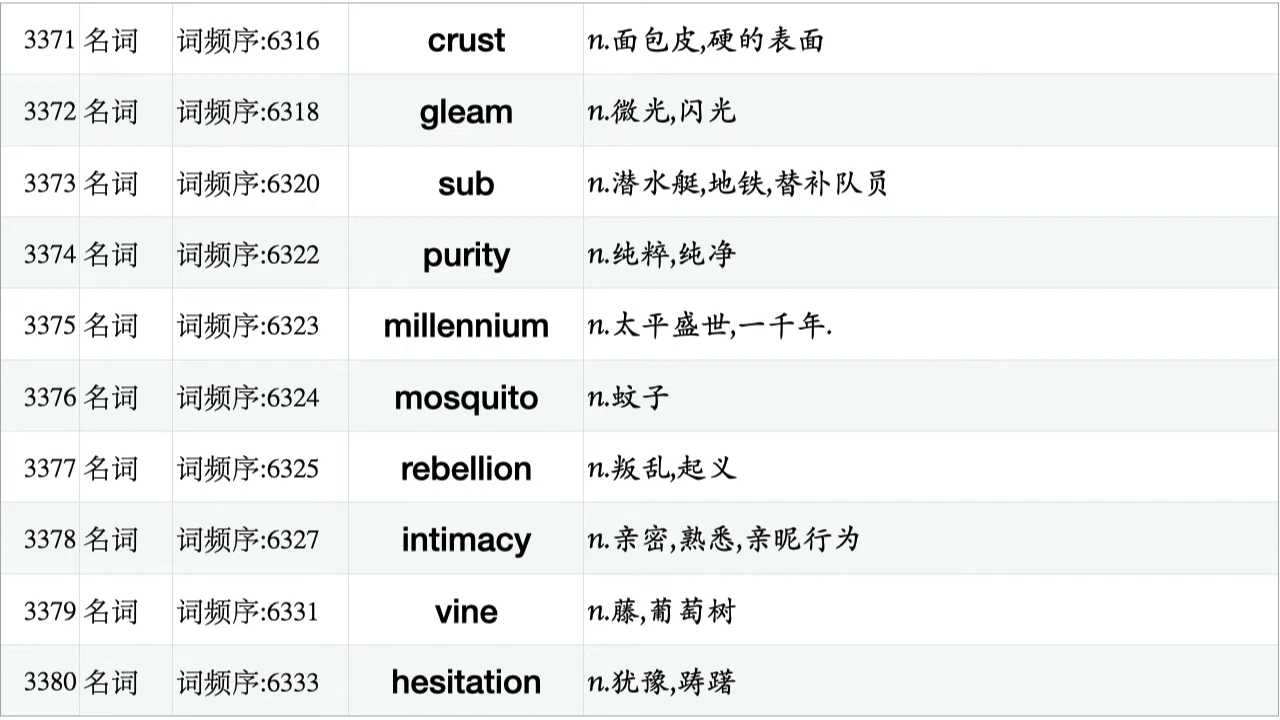 3371 名词 词频序:6316 crust n.面包皮,硬的表面
3372 名词 词频序:6318 gleam n.微光,闪光
3373 名词 词频序:6320 sub n.潜水艇,地铁,替补队员
3374 名词 词频序:6322 purity n.纯粹,纯净
3375 名词 词频序:6323 millennium n.太平盛世,一千年.
3376 名词 词频序:6324 mosquito n.蚊子
3377 名词 词频序:6325 rebellion n.叛乱,起义
3378 名词 词频序:6327 intimacy n.亲密,熟悉,亲昵行为
3379 名词 词频序:6331 vine n.藤,葡萄树
3380 名词 词频序:6333 hesitation n.犹豫,踌躇